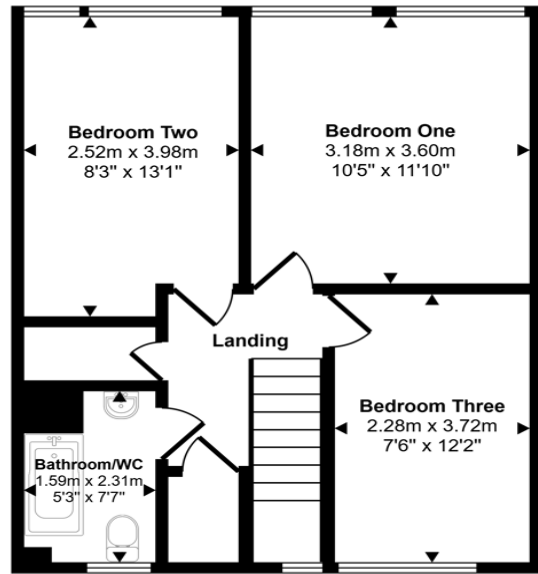 Bedroom Two
2.52m x 3.98m
8'3" x 13'1"
Bedroom One
3.18m x 3.60m
10'5" x 11'10"
Landing
Bedroom Three
2.28m x 3.72m
7'6" x 12'2"
Bathroom/WC
1.59m x 2.31m
5'3" x 7'7"